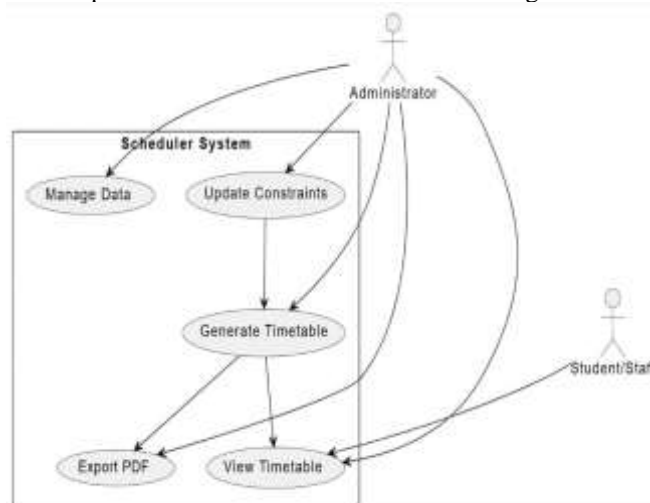 Administrator
Scheduler System
Manage Data
Update Constraints
Generate Timetable
Student/Staf
Export PDF
View Timetable